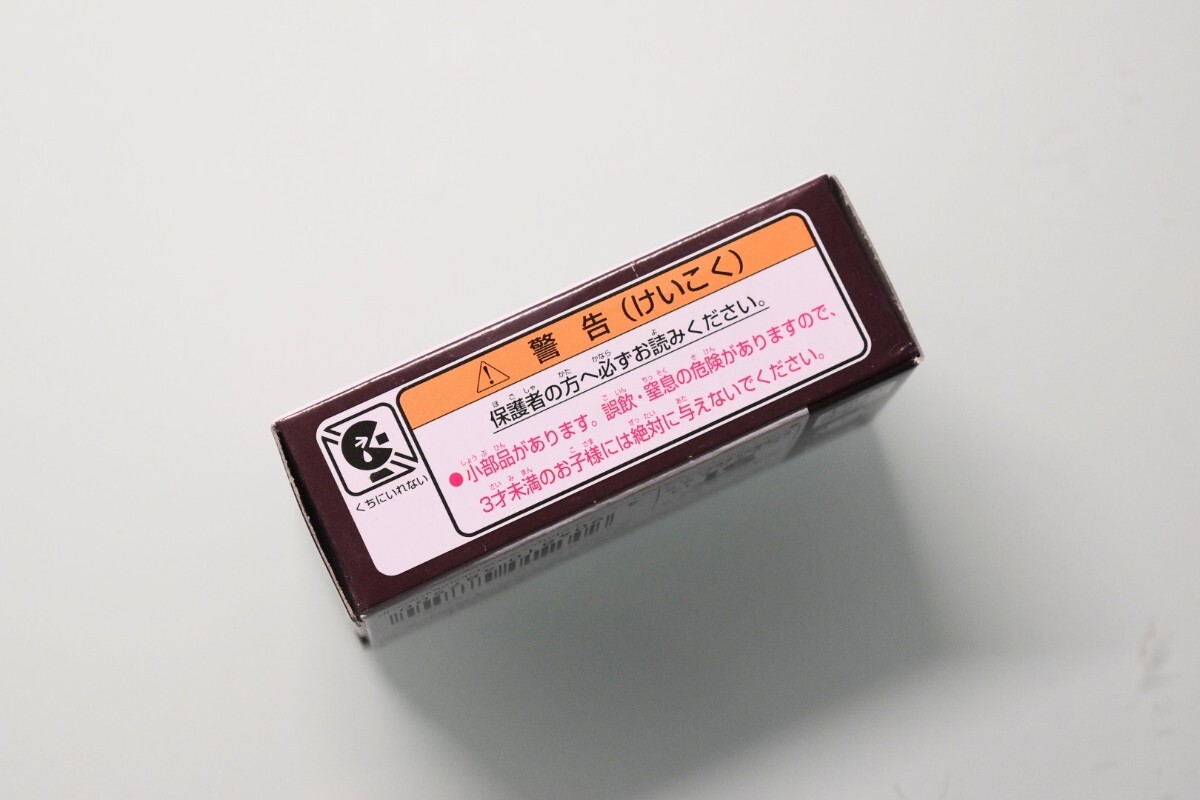 警告（けいこく）
保護者の方へ必ずお読みください。
●小部品があります。誤飲・窒息の危険がありますので、
3才未満のお子様には絶対に与えないでください。
くちにいれない